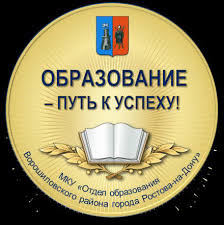 ОБРАЗОВАНИЕ
– ПУТЬ К УСПЕХУ!
МКУ «Отдел образования
Ворошиловского района города Ростова-на-Дону»